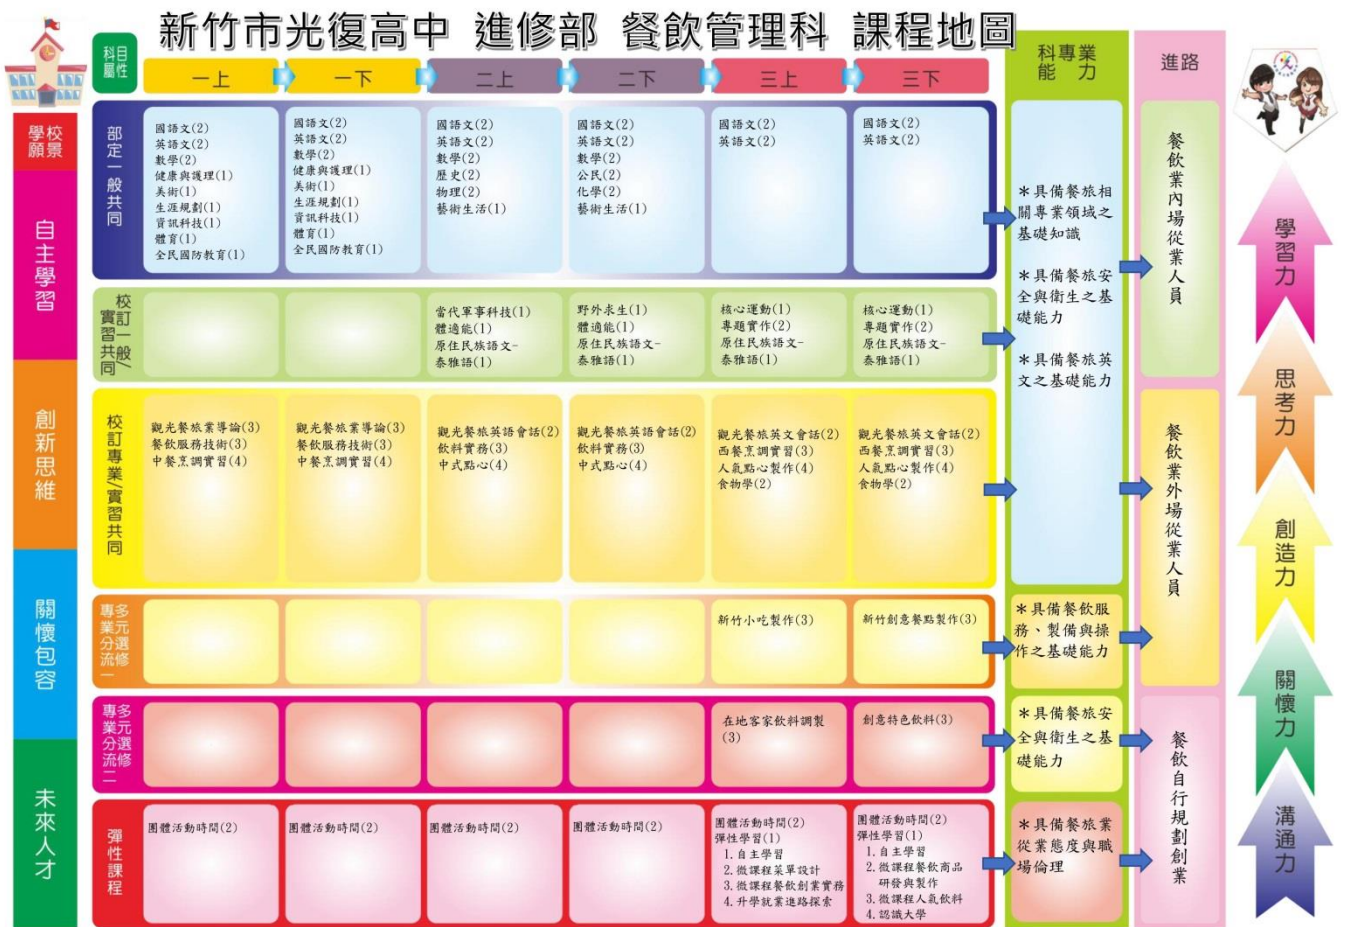 新竹市光復高中 進修部 餐飲管理科 課程地圖
科目
屬性
一上
一下
二上
二下
三上
三下
科專業
能力
進路
學校
願景
自主學習
創新思維
關懷包容
未來人才
部定一般共同
國語文(2)
英語文(2)
數學(2)
健康與護理(1)
美術(1)
生涯規劃(1)
資訊科技(1)
體育(1)
全民國防教育(1)
國語文(2)
英語文(2)
數學(2)
健康與護理(1)
美術(1)
生涯規劃(1)
資訊科技(1)
體育(1)
全民國防教育(1)
國語文(2)
英語文(2)
數學(2)
歷史(2)
物理(2)
藝術生活(1)
國語文(2)
英語文(2)
數學(2)
公民(2)
化學(2)
藝術生活(1)
國語文(2)
英語文(2)
國語文(2)
英語文(2)
校訂一般/
實習共同
當代軍事科技(1)
體適能(1)
原住民族語文-
泰雅語(1)
野外求生(1)
體適能(1)
原住民族語文-
泰雅語(1)
核心運動(1)
專題實作(2)
原住民族語文-
泰雅語(1)
核心運動(1)
專題實作(2)
原住民族語文-
泰雅語(1)
校訂專業/實習共同
觀光餐旅業導論(3)
餐飲服務技術(3)
中餐烹調實習(4)
觀光餐旅業導論(3)
餐飲服務技術(3)
中餐烹調實習(4)
觀光餐旅英語會話(2)
飲料實務(3)
中式點心(4)
觀光餐旅英語會話(2)
飲料實務(3)
中式點心(4)
觀光餐旅英文會話(2)
西餐烹調實習(3)
人氣點心製作(4)
食物學(2)
觀光餐旅英文會話(2)
西餐烹調實習(3)
人氣點心製作(4)
食物學(2)
多元選修
專業分流一
新竹小吃製作(3)
新竹創意餐點製作(3)
多元選修
專業分流二
在地客家飲料調製
(3)
創意特色飲料(3)
彈性課程
團體活動時間(2)
團體活動時間(2)
團體活動時間(2)
團體活動時間(2)
團體活動時間(2)
彈性學習(1)
1.自主學習
2.微課程菜單設計
3.微課程餐飲創業實務
4.升學就業進路探索
團體活動時間(2)
彈性學習(1)
1.自主學習
2.微課程餐飲商品
研發與製作
3.微課程人氣飲料
4.認識大學
＊具備餐旅相
關專業領域之
基礎知識
＊具備餐旅安
全與衛生之基
礎能力
＊具備餐旅英
文之基礎能力
＊具備餐飲服
務、製備與操
作之基礎能力
＊具備餐旅安
全與衛生之基
礎能力
＊具備餐旅業
從業態度與職
場倫理
餐飲業內場從業人員
餐飲業外場從業人員
餐飲自行規劃創業
學習力
思考力
創造力
關懷力
溝通力